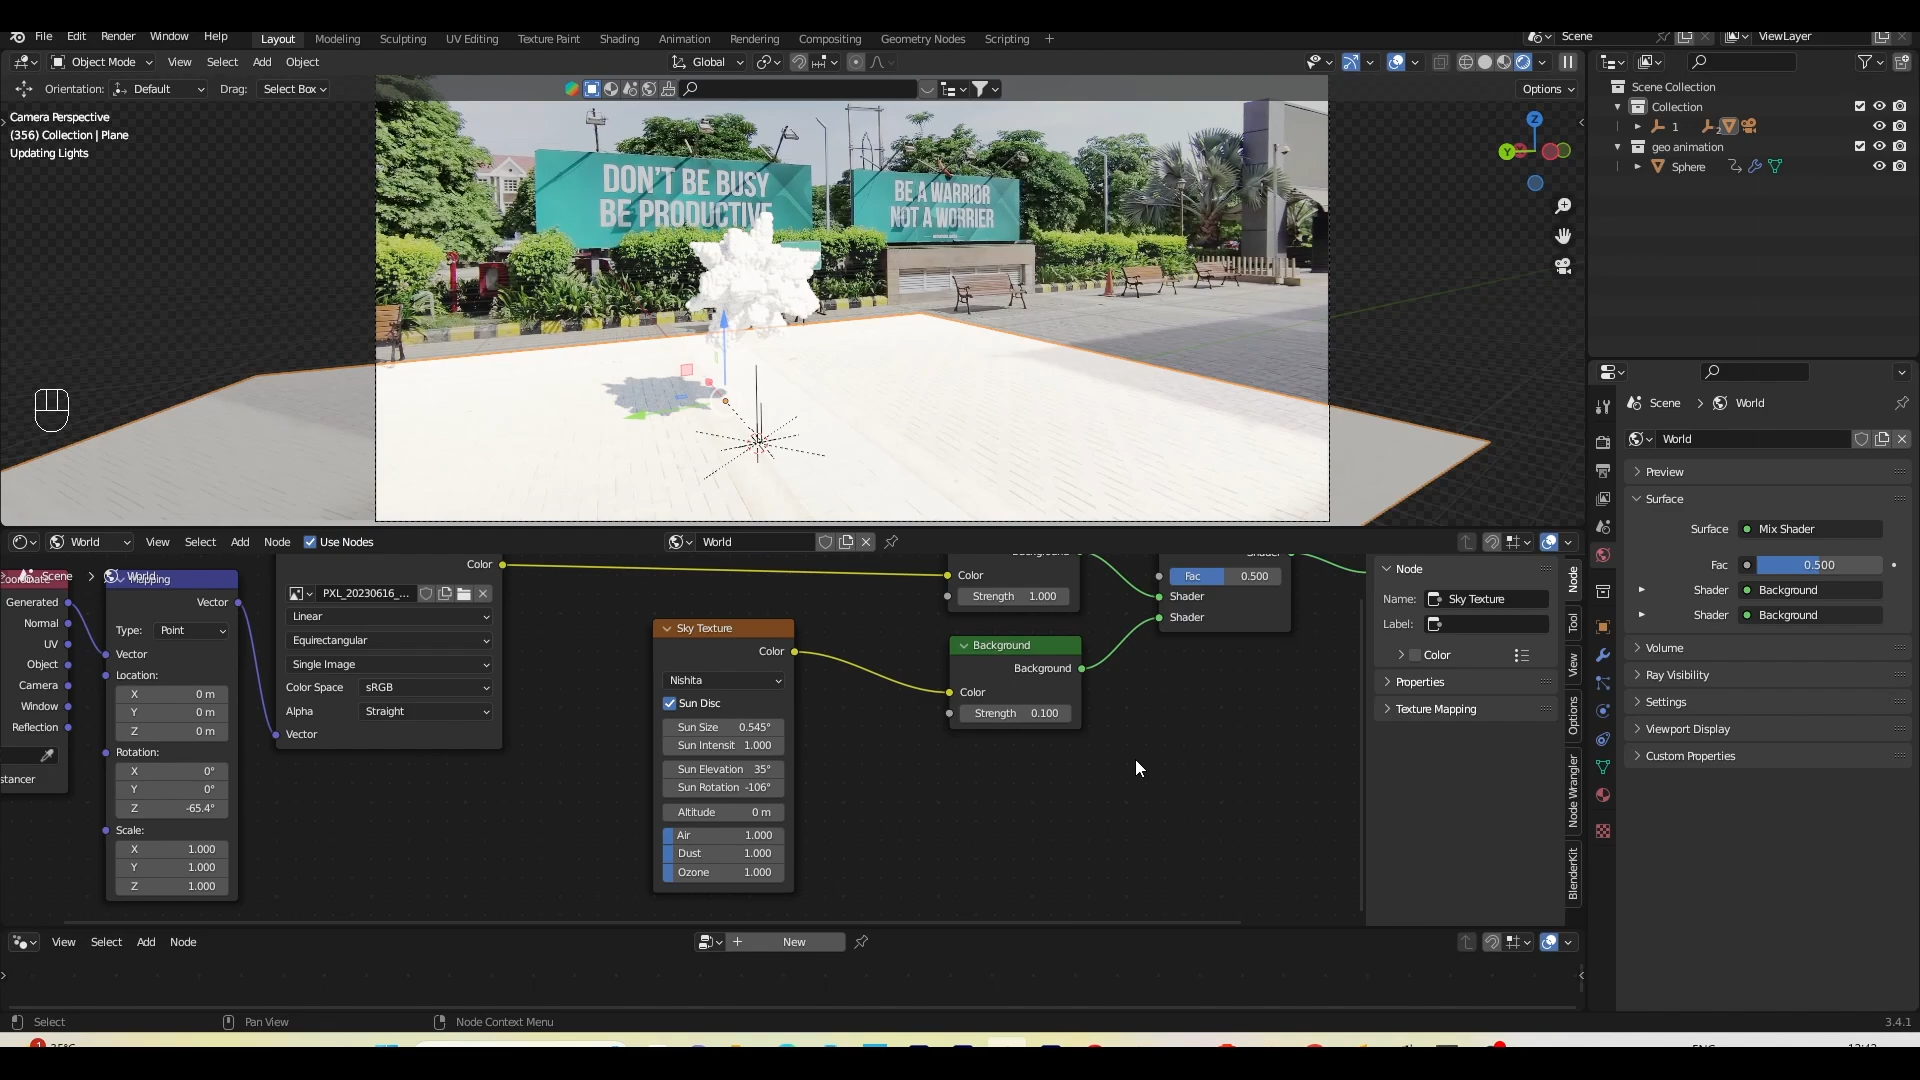 File Edit Render Window Help
Layout Modeling Sculpting UV Editing Texture Paint Shading Animation Rendering Compositing Geometry Nodes Scripting +
Scene ViewLayer
Object Mode View Select Add Object Global
Orientation: Default Drag: Select Box Options
Camera Perspective
(356) Collection | Plane
Updating Lights
DON'T BE BUSY
BE PRODUCTIVE
BE A WARRIOR
NOT A WORRIER
Z
Y
Scene Collection
Collection
1
2
geo animation
Sphere
Scene > World
World
Preview
Surface
Surface Mix Shader
Fac 0.500
Shader Background
Shader Background
Volume
Ray Visibility
Settings
Viewport Display
Custom Properties
World View Select Add Node Use Nodes World
Scene > World
Mapping
Generated
Normal
UV
Object
Camera
Window
Reflection
Vector
Type: Point
Vector
Location:
X 0 m
Y 0 m
Z 0 m
Rotation:
X 0°
Y 0°
Z -65.4°
Scale:
X 1.000
Y 1.000
Z 1.000
Color
PXL_20230616_...
Linear
Equirectangular
Single Image
Color Space sRGB
Alpha Straight
Vector
Sky Texture
Color
Nishita
Sun Disc
Sun Size 0.545°
Sun Intensit 1.000
Sun Elevation 35°
Sun Rotation -106°
Altitude 0 m
Air 1.000
Dust 1.000
Ozone 1.000
Color
Strength 1.000
Background
Background
Color
Strength 0.100
Fac 0.500
Shader
Shader
Node
Name: Sky Texture
Label:
Color
Properties
Texture Mapping
Node
Tool
View
Options
Node Wrangler
BlenderKit
View Select Add Node + New
Select Pan View Node Context Menu 3.4.1